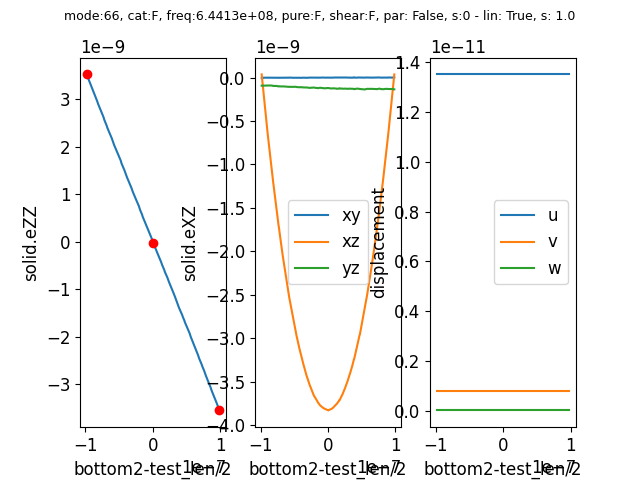 mode:66, cat:F, freq:6.4413e+08, pure:F, shear:F, par: False, s:0 - lin: True, s: 1.0
1e−9
3
2
1
0
−1
−2
−3
solid.eZZ
−1
0
1
1e−7
bottom2-test_len/2
1e−9
0.0
−0.5
−1.0
−1.5
−2.0
−2.5
−3.0
−3.5
−4.0
solid.eXZ
xy
xz
yz
−1
0
1
1e−7
bottom2-test_len/2
1e−11
1.4
1.2
1.0
0.8
0.6
0.4
0.2
0.0
displacement
u
v
w
−1
0
1
1e−7
bottom2-test_len/2